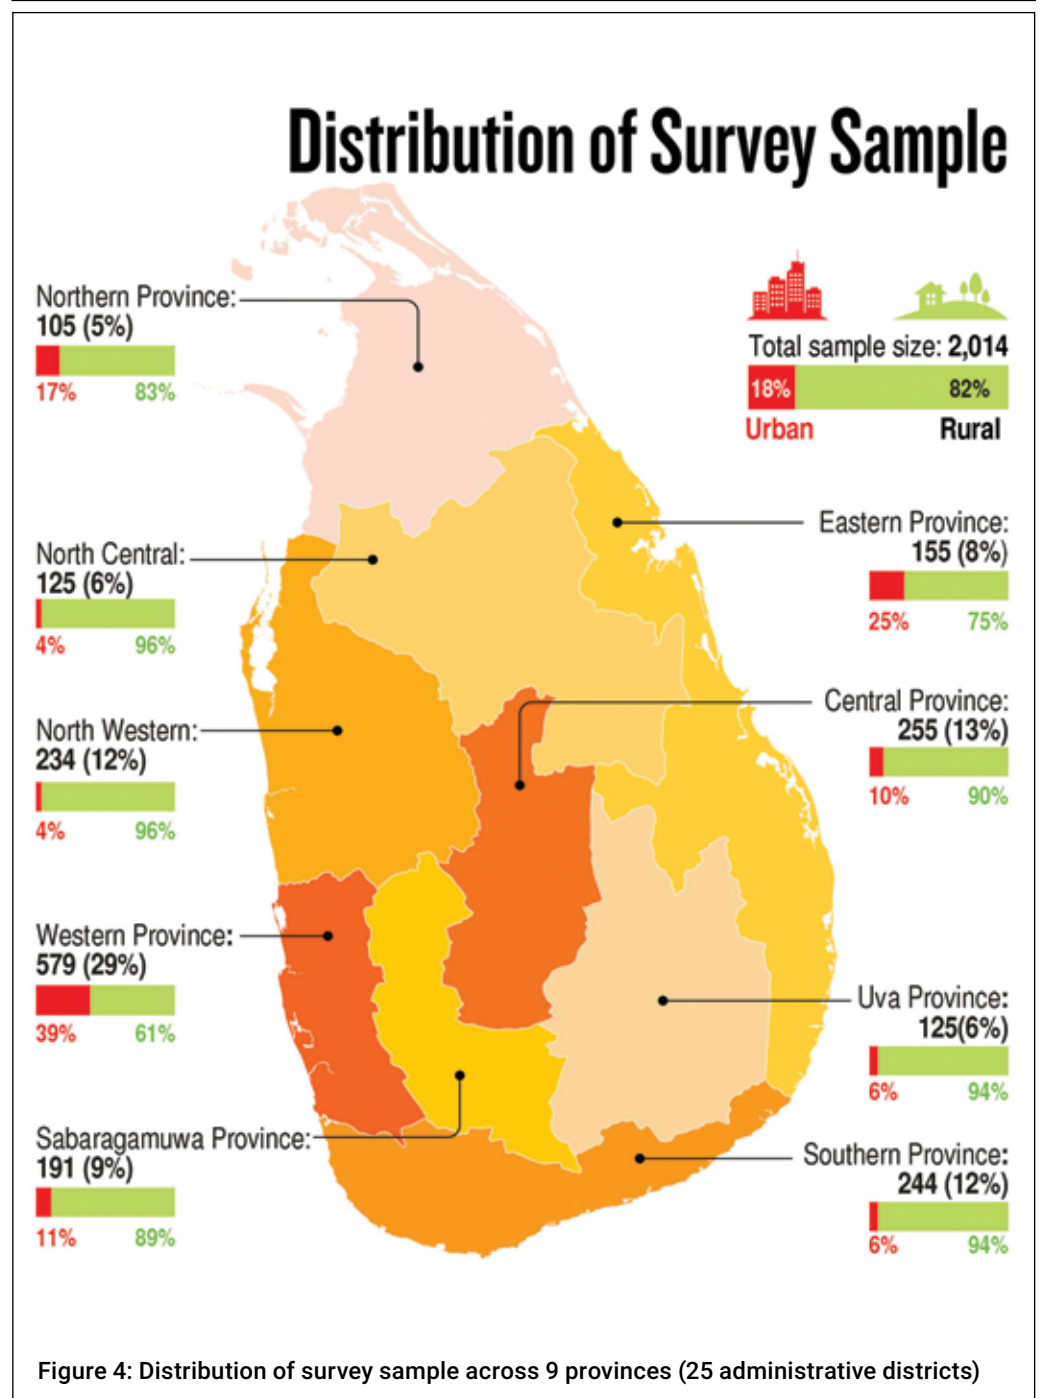 Distribution of Survey Sample
Northern Province:
105 (5%)
17% 83%
Total sample size: 2,014
18% 82%
Urban Rural
Eastern Province:
155 (8%)
25% 75%
North Central:
125 (6%)
4% 96%
Central Province:
255 (13%)
10% 90%
North Western:
234 (12%)
4% 96%
Western Province:
579 (29%)
39% 61%
Uva Province:
125(6%)
6% 94%
Sabaragamuwa Province:
191 (9%)
11% 89%
Southern Province:
244 (12%)
6% 94%
Figure 4: Distribution of survey sample across 9 provinces (25 administrative districts)